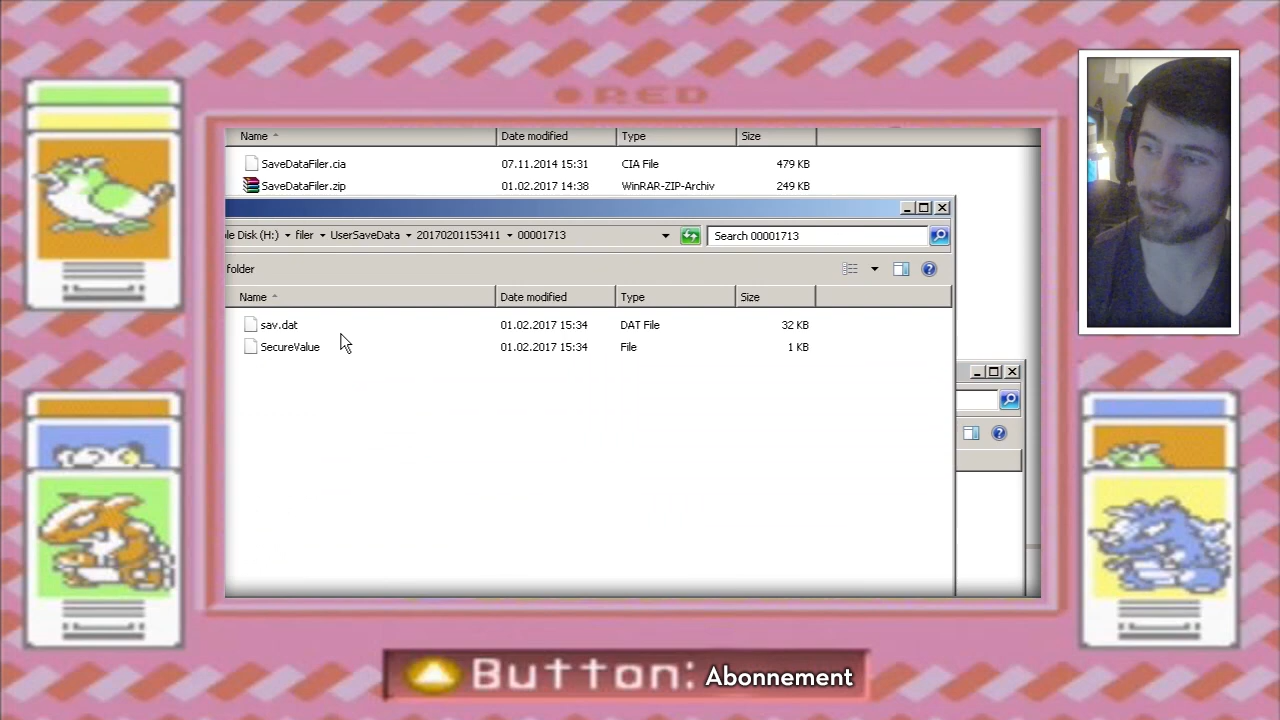 RED
Name Date modified Type Size
SaveDataFiler.cia 07.11.2014 15:31 CIA File 479 KB
SaveDataFiler.zip 01.02.2017 14:38 WinRAR-ZIP-Archiv 249 KB
le Disk (H:) filer UserSaveData 20170201153411 00001713 Search 00001713
folder
Name Date modified Type Size
sav.dat 01.02.2017 15:34 DAT File 32 KB
SecureValue 01.02.2017 15:34 File 1 KB
Button: Abonnement